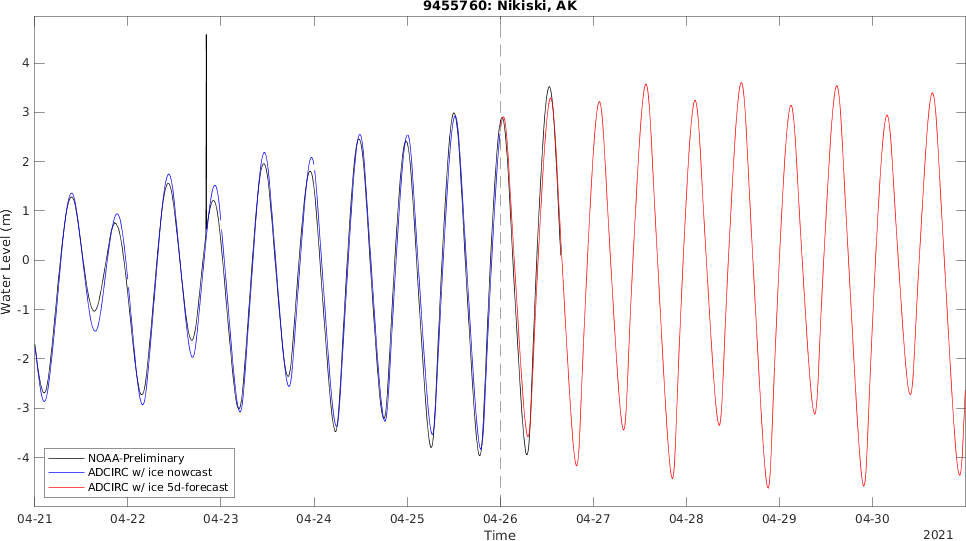 9455760: Nikiski, AK
4
3
2
1
0
-1
-2
-3
-4
Water Level (m)
NOAA-Preliminary
ADCIRC w/ ice nowcast
ADCIRC w/ ice 5d-forecast
04-21 04-22 04-23 04-24 04-25 04-26 04-27 04-28 04-29 04-30
Time
2021